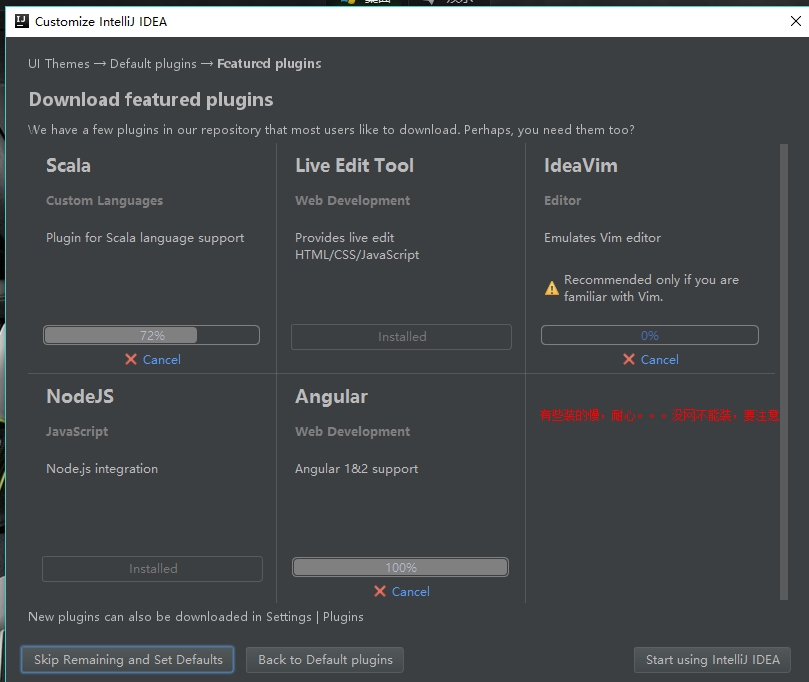 Customize IntelliJ IDEA
UI Themes → Default plugins → Featured plugins
Download featured plugins
We have a few plugins in our repository that most users like to download. Perhaps, you need them too?
Scala
Custom Languages
Plugin for Scala language support
72%
Cancel
Live Edit Tool
Web Development
Provides live edit
HTML/CSS/JavaScript
Installed
IdeaVim
Editor
Emulates Vim editor
Recommended only if you are
familiar with Vim.
0%
Cancel
NodeJS
JavaScript
Node.js integration
Installed
Angular
Web Development
Angular 1&2 support
100%
Cancel
有些装的慢，耐心。。。没网不能装，要注意
New plugins can also be downloaded in Settings | Plugins
Skip Remaining and Set Defaults
Back to Default plugins
Start using IntelliJ IDEA